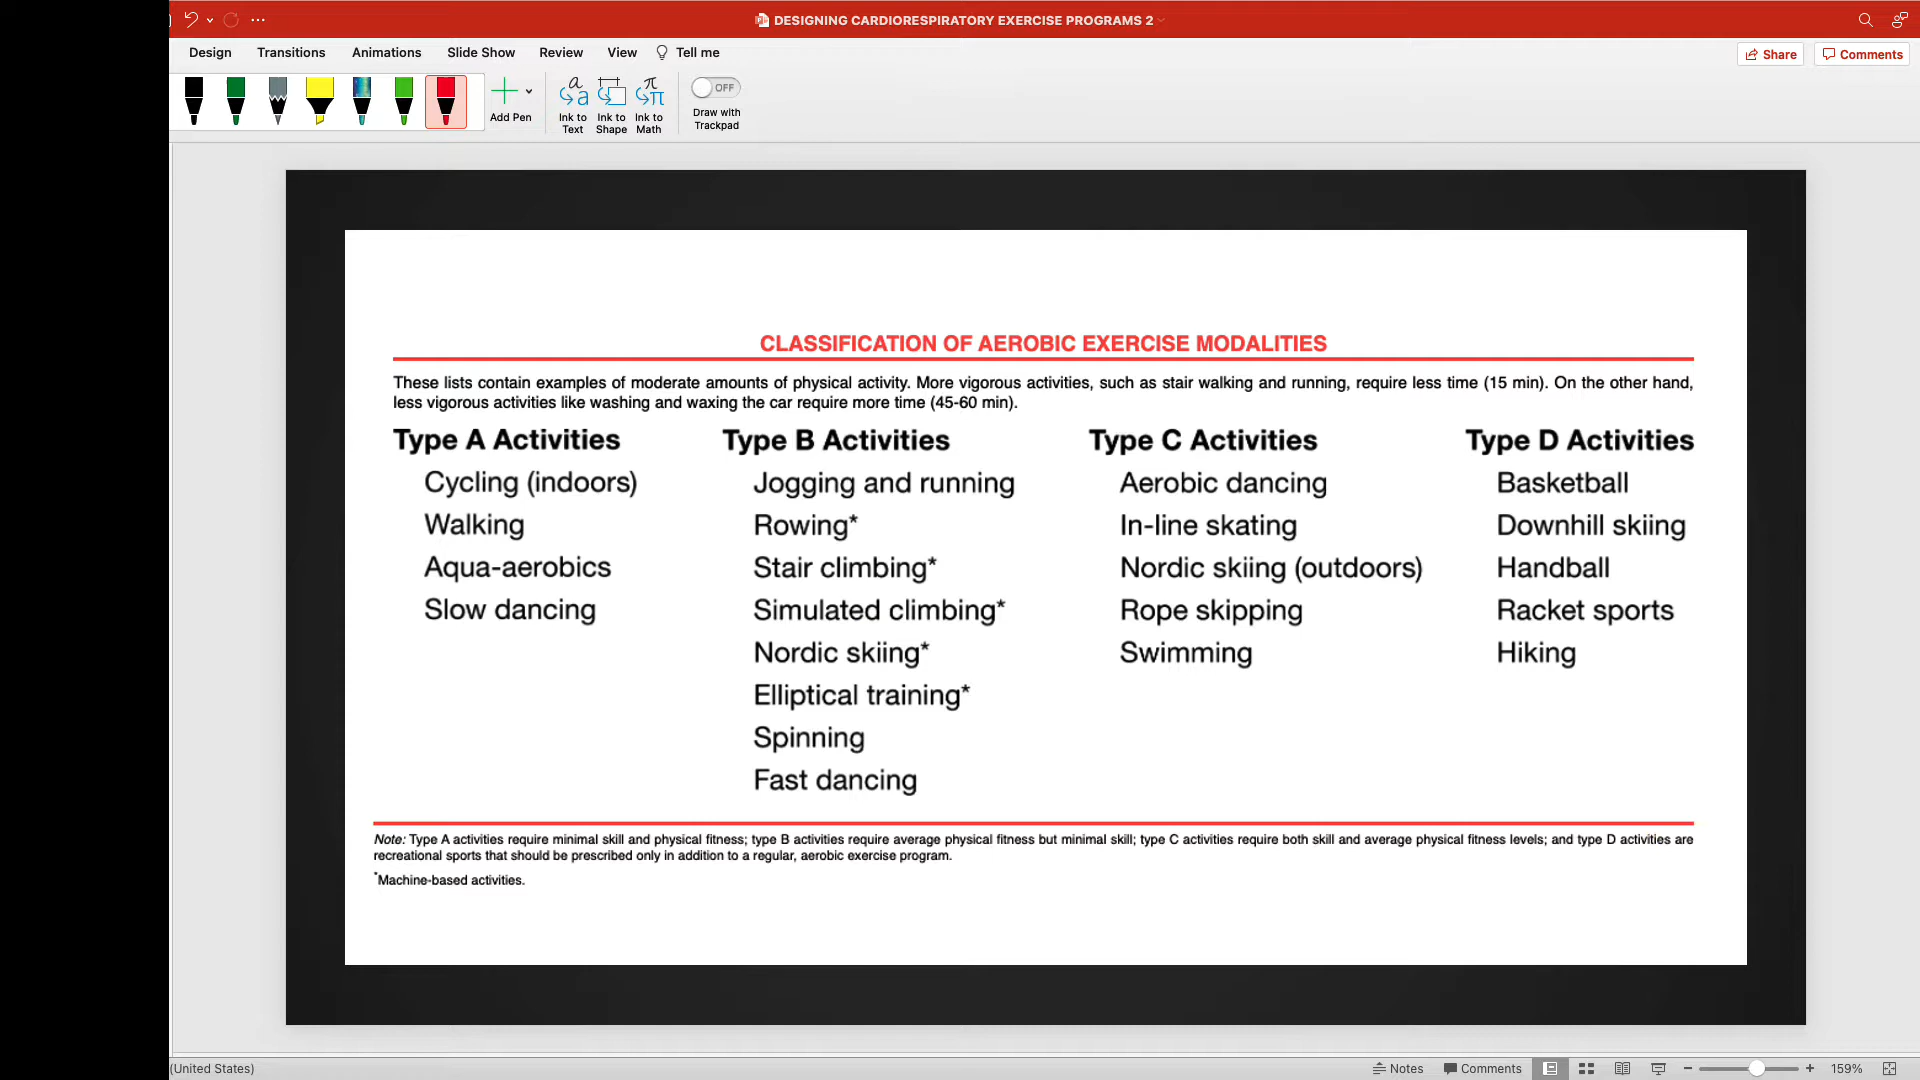 DESIGNING CARDIORESPIRATORY EXERCISE PROGRAMS 2
Design Transitions Animations Slide Show Review View Tell me
Share Comments
Add Pen
Ink to Text
Ink to Shape
Ink to Math
OFF
Draw with Trackpad
CLASSIFICATION OF AEROBIC EXERCISE MODALITIES
These lists contain examples of moderate amounts of physical activity. More vigorous activities, such as stair walking and running, require less time (15 min). On the other hand,
less vigorous activities like washing and waxing the car require more time (45-60 min).
Type A Activities
Cycling (indoors)
Walking
Aqua-aerobics
Slow dancing
Type B Activities
Jogging and running
Rowing*
Stair climbing*
Simulated climbing*
Nordic skiing*
Elliptical training*
Spinning
Fast dancing
Type C Activities
Aerobic dancing
In-line skating
Nordic skiing (outdoors)
Rope skipping
Swimming
Type D Activities
Basketball
Downhill skiing
Handball
Racket sports
Hiking
Note: Type A activities require minimal skill and physical fitness; type B activities require average physical fitness but minimal skill; type C activities require both skill and average physical fitness levels; and type D activities are
recreational sports that should be prescribed only in addition to a regular, aerobic exercise program.
*Machine-based activities.
(United States)
Notes Comments 159%